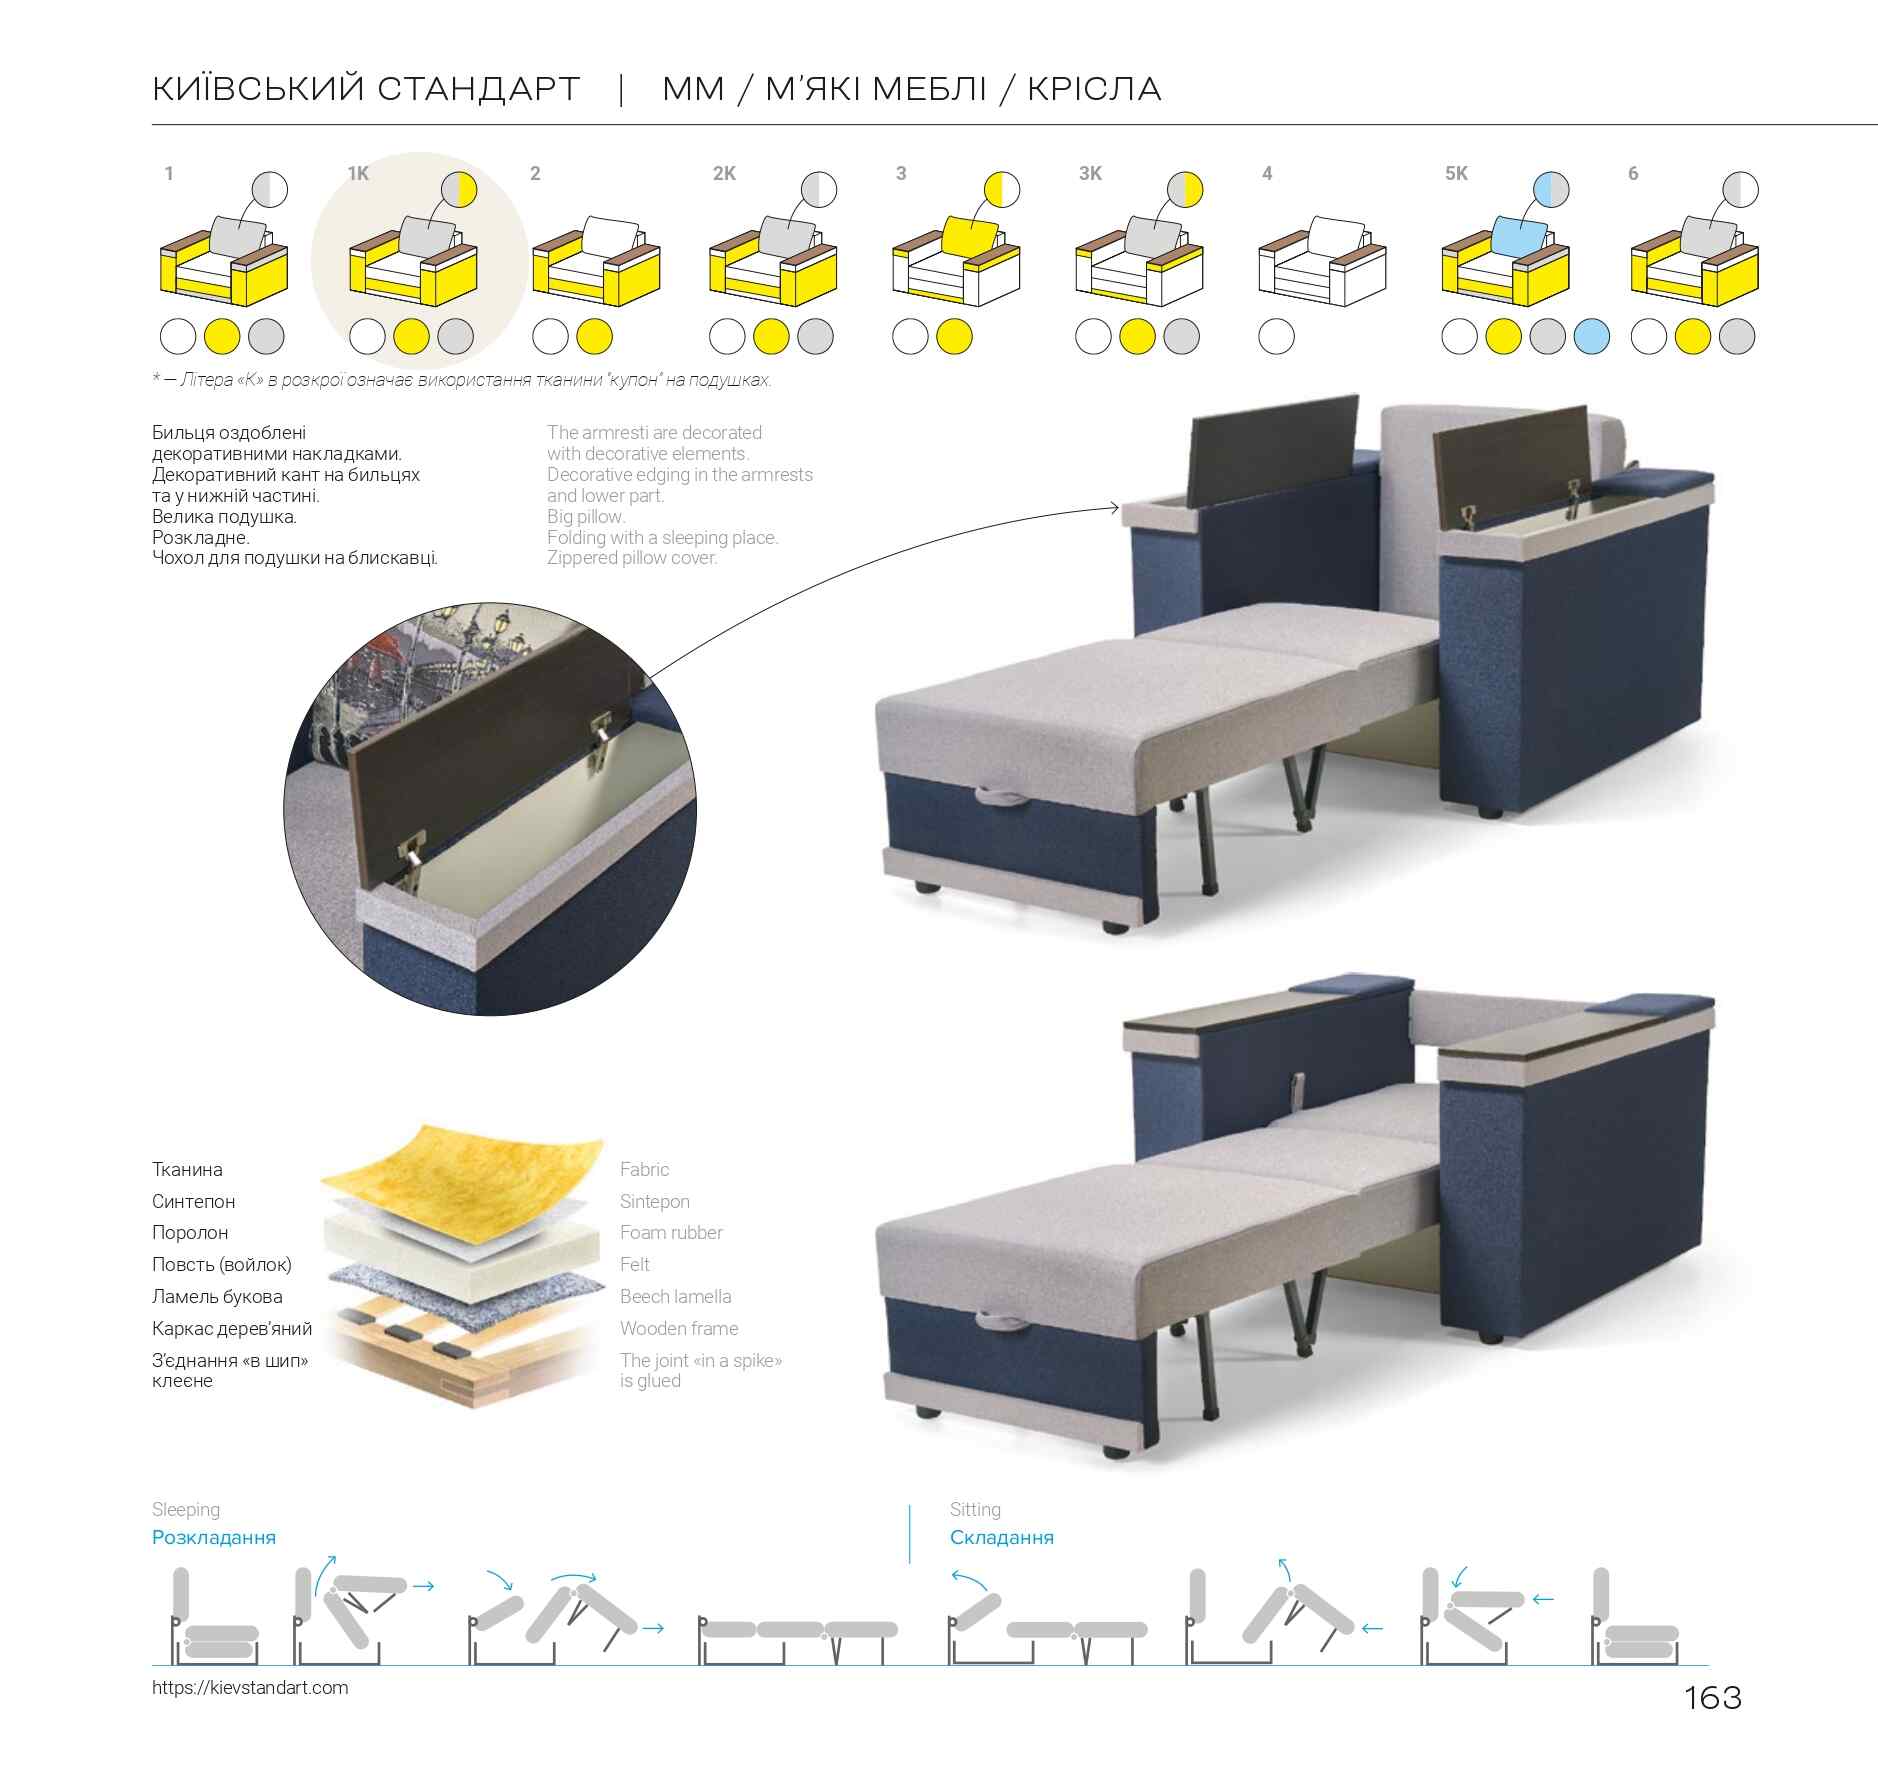 КИЇВСЬКИЙ СТАНДАРТ | ММ / М’ЯКІ МЕБЛІ / КРІСЛА
1 1K 2 2K 3 3K 4 5K 6
* — Літера «К» в розкрої означає використання тканини “купон” на подушках.
Бильця оздоблені
декоративними накладками.
Декоративний кант на бильцях
та у нижній частині.
Велика подушка.
Розкладне.
Чохол для подушки на блискавці.
The armresti are decorated
with decorative elements.
Decorative edging in the armrests
and lower part.
Big pillow.
Folding with a sleeping place.
Zippered pillow cover.
Тканина
Синтепон
Поролон
Повсть (войлок)
Ламель букова
Каркас дерев’яний
З’єднання «в шип»
клеєне
Fabric
Sintepon
Foam rubber
Felt
Beech lamella
Wooden frame
The joint «in a spike»
is glued
Sleeping
Розкладання
Sitting
Складання
https://kievstandart.com
163